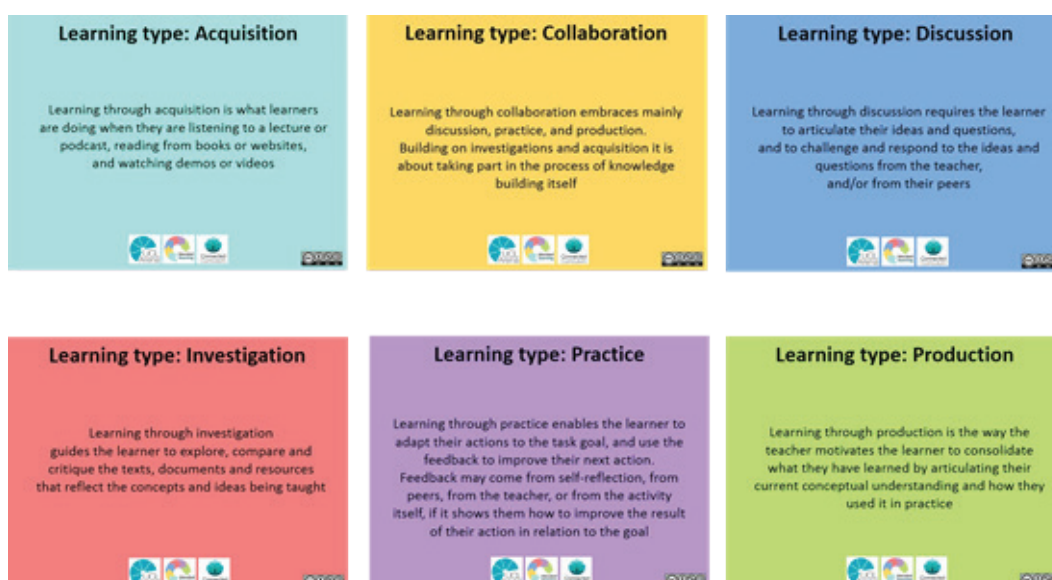 Learning type: Acquisition
Learning through acquisition is what learners
are doing when they are listening to a lecture or
podcast, reading from books or websites,
and watching demos or videos
Learning type: Collaboration
Learning through collaboration embraces mainly
discussion, practice, and production.
Building on investigations and acquisition it is
about taking part in the process of knowledge
building itself
Learning type: Discussion
Learning through discussion requires the learner
to articulate their ideas and questions,
and to challenge and respond to the ideas and
questions from the teacher,
and/or from their peers
Learning type: Investigation
Learning through investigation
guides the learner to explore, compare and
critique the texts, documents and resources
that reflect the concepts and ideas being taught
Learning type: Practice
Learning through practice enables the learner to
adapt their actions to the task goal, and use the
feedback to improve their next action.
Feedback may come from self-reflection, from
peers, from the teacher, or from the activity
itself, if it shows them how to improve the result
of their action in relation to the goal
Learning type: Production
Learning through production is the way the
teacher motivates the learner to consolidate
what they have learned by articulating their
current conceptual understanding and how they
used it in practice